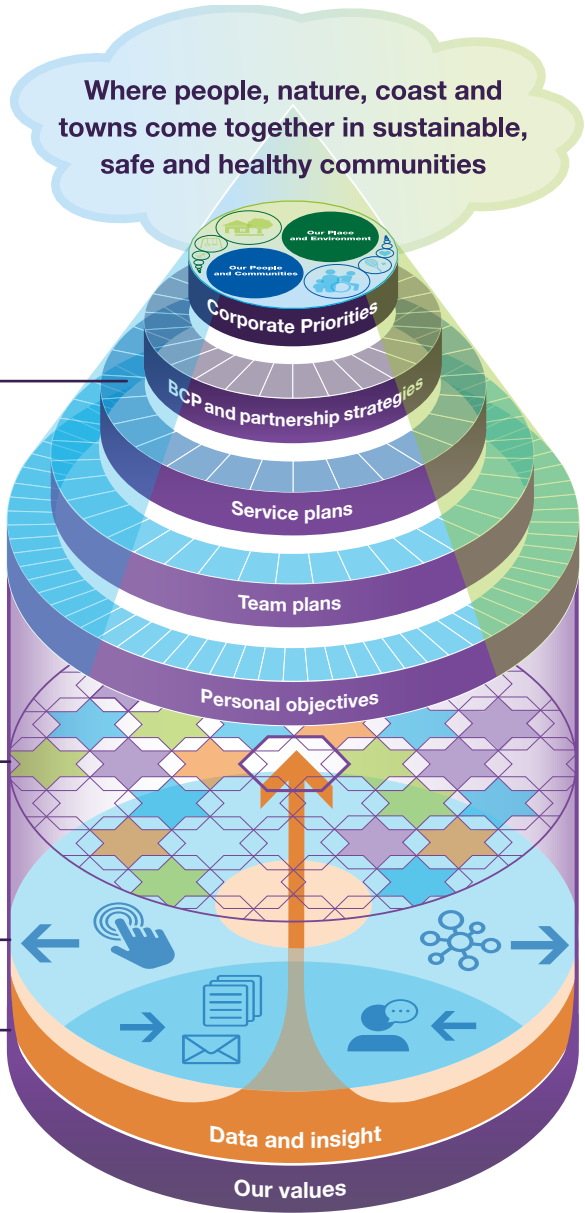 Where people, nature, coast and
towns come together in sustainable,
safe and healthy communities
Our Place
and Environment
Our People
and Communities
Corporate Priorities
BCP and partnership strategies
Service plans
Team plans
Personal objectives
Data and insight
Our values